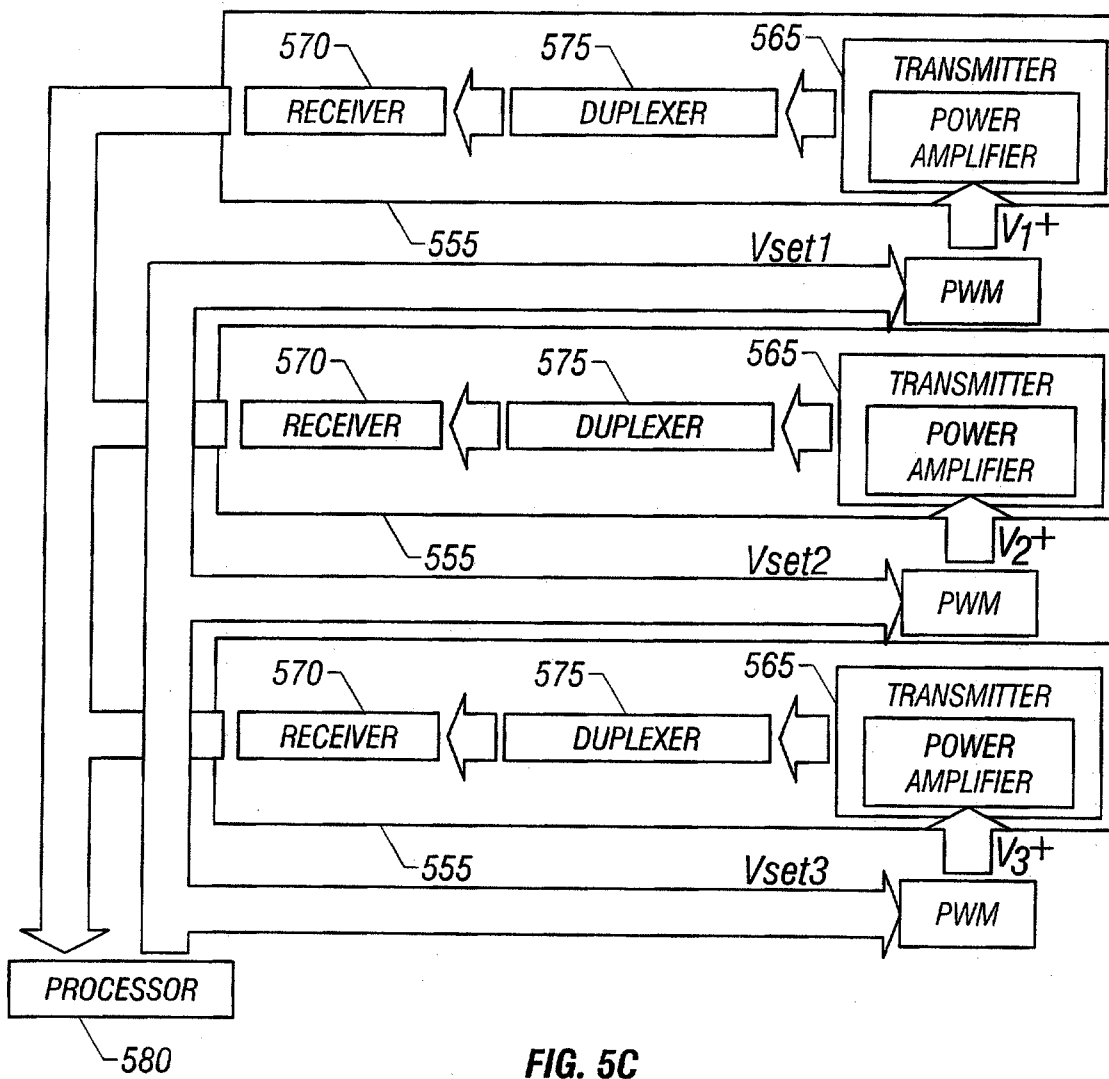 570
575
565
TRANSMITTER
RECEIVER
DUPLEXER
POWER
AMPLIFIER
555
Vset1
V1+
PWM
570
575
565
TRANSMITTER
RECEIVER
DUPLEXER
POWER
AMPLIFIER
555
Vset2
V2+
PWM
570
575
565
TRANSMITTER
RECEIVER
DUPLEXER
POWER
AMPLIFIER
555
Vset3
V3+
PWM
PROCESSOR
580
FIG. 5C